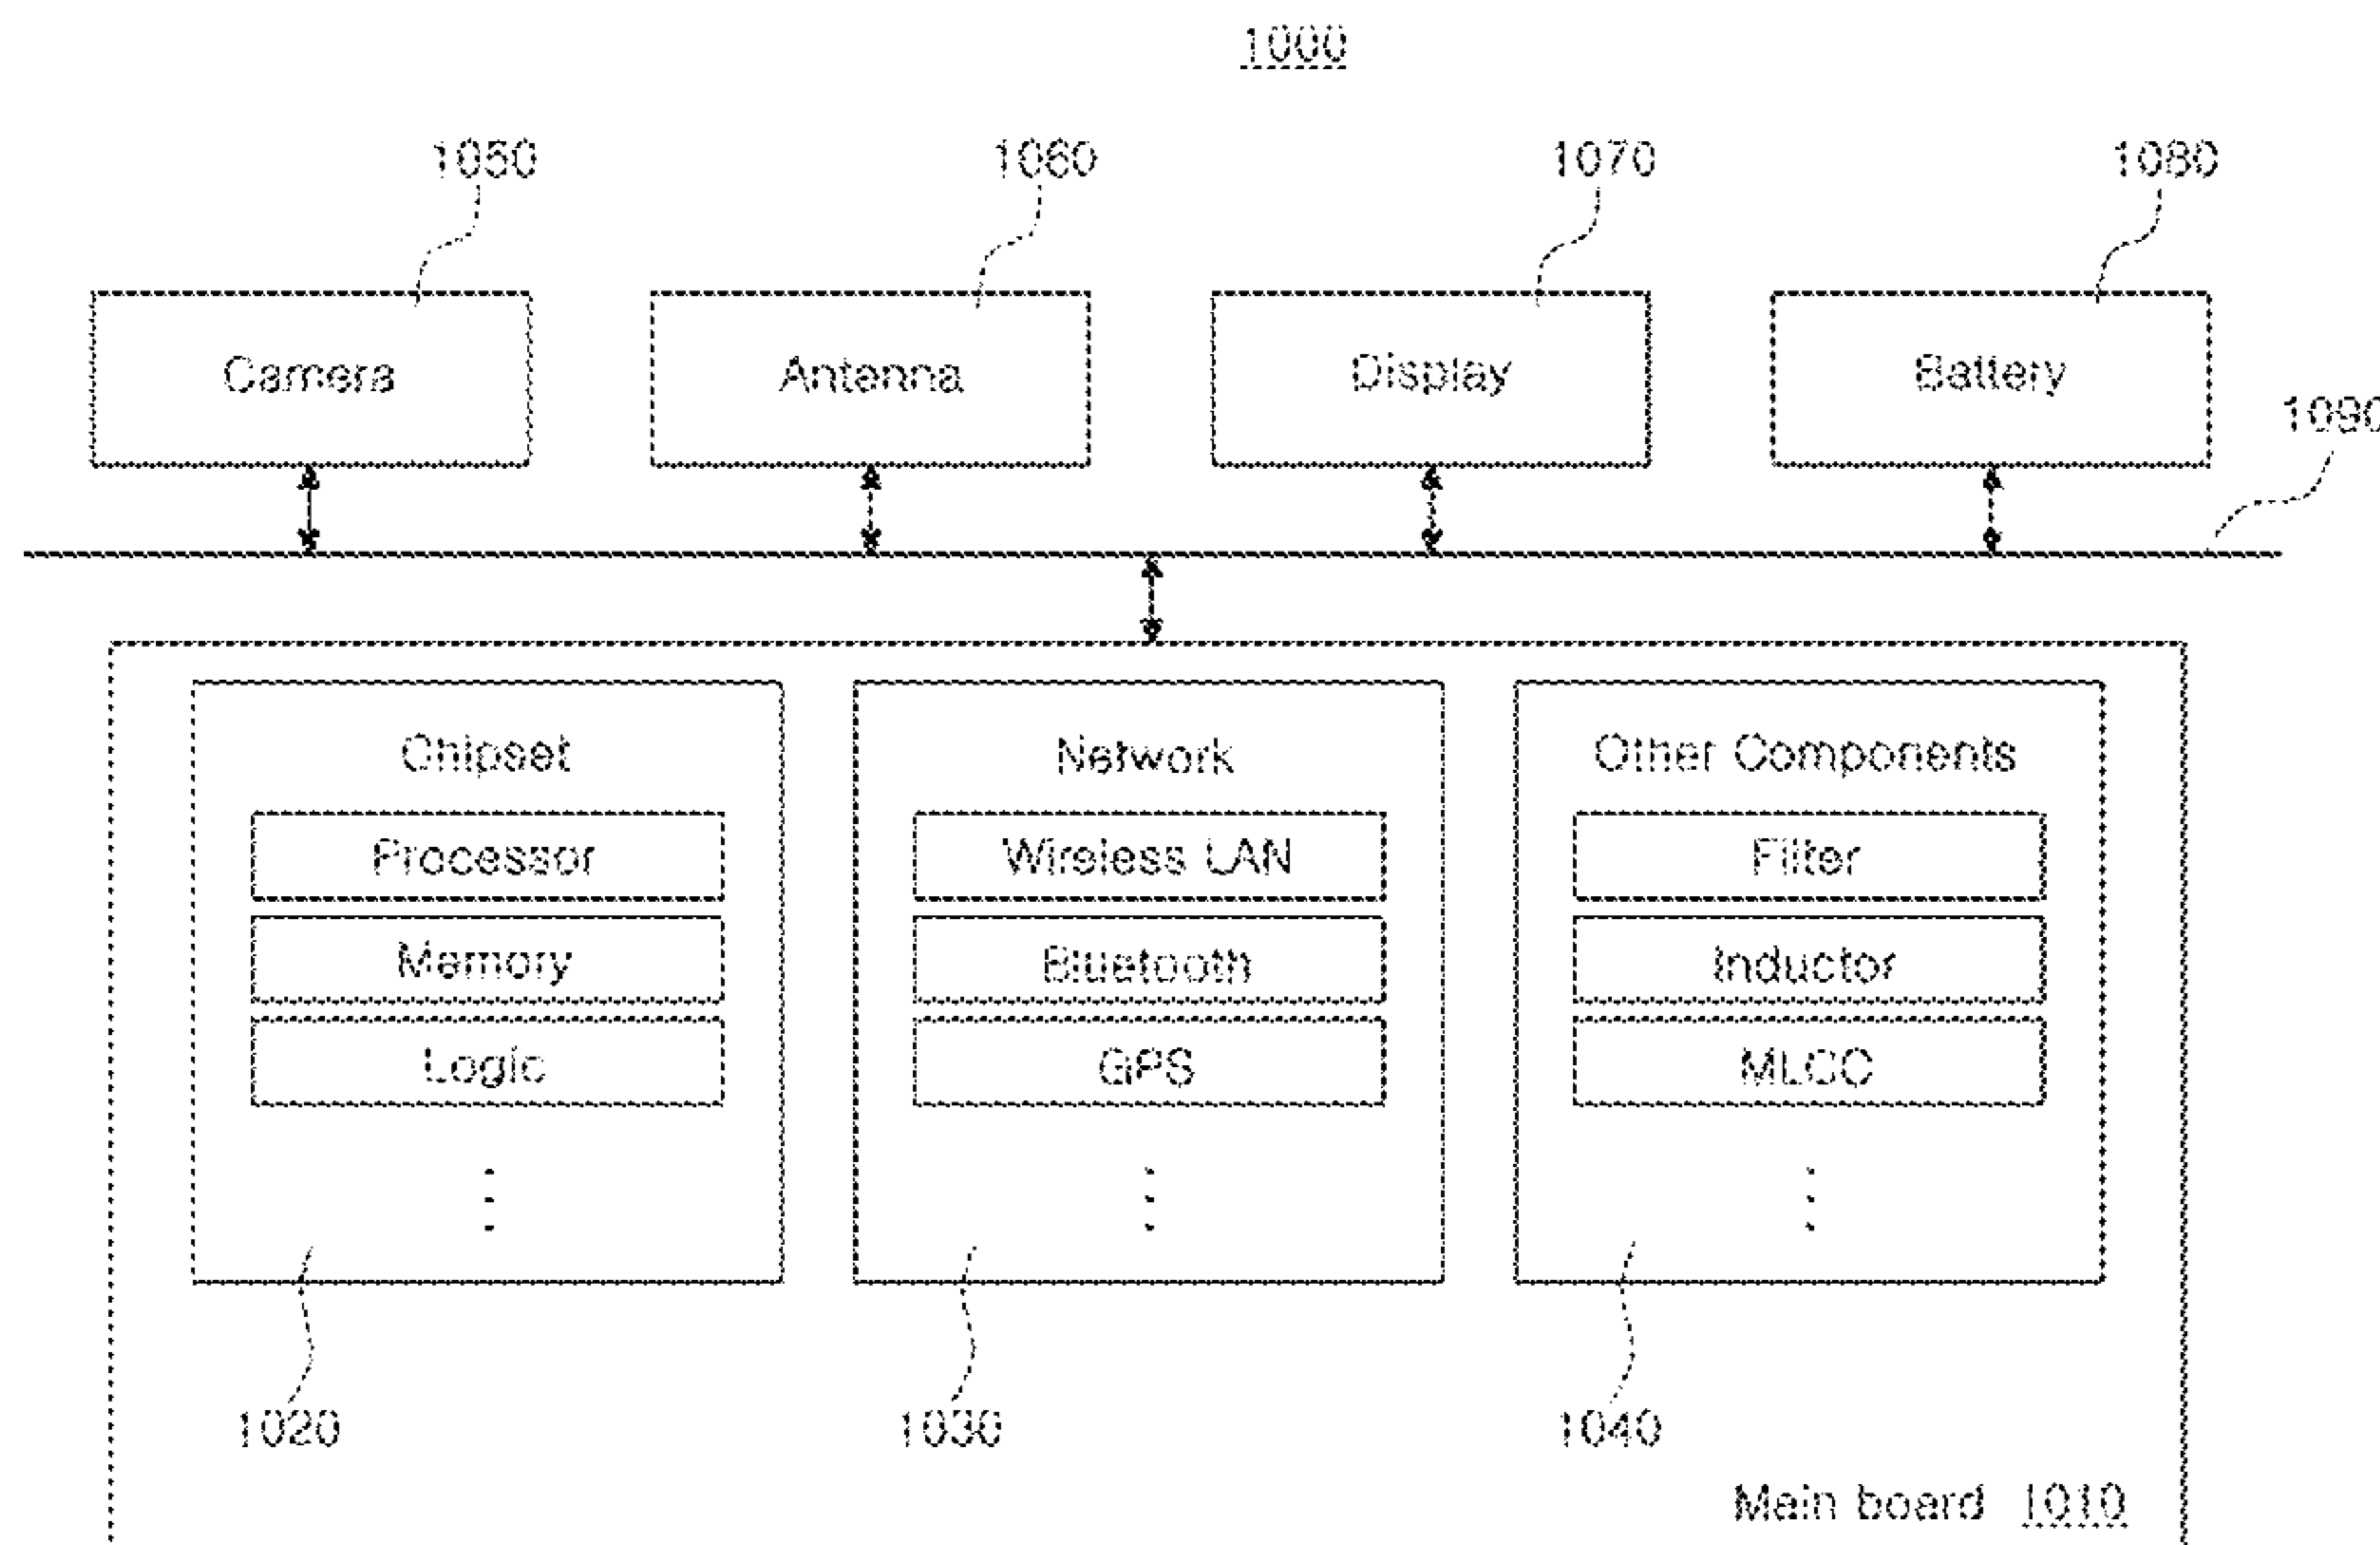 1000
1050 1060 1070 1080
Camera Antenna Display Battery
1090
Chipset Network Other Components
Processor Wireless LAN Filter
Memory Bluetooth Inductor
Logic GPS MLCC
1020 1030 1040
Main board 1010